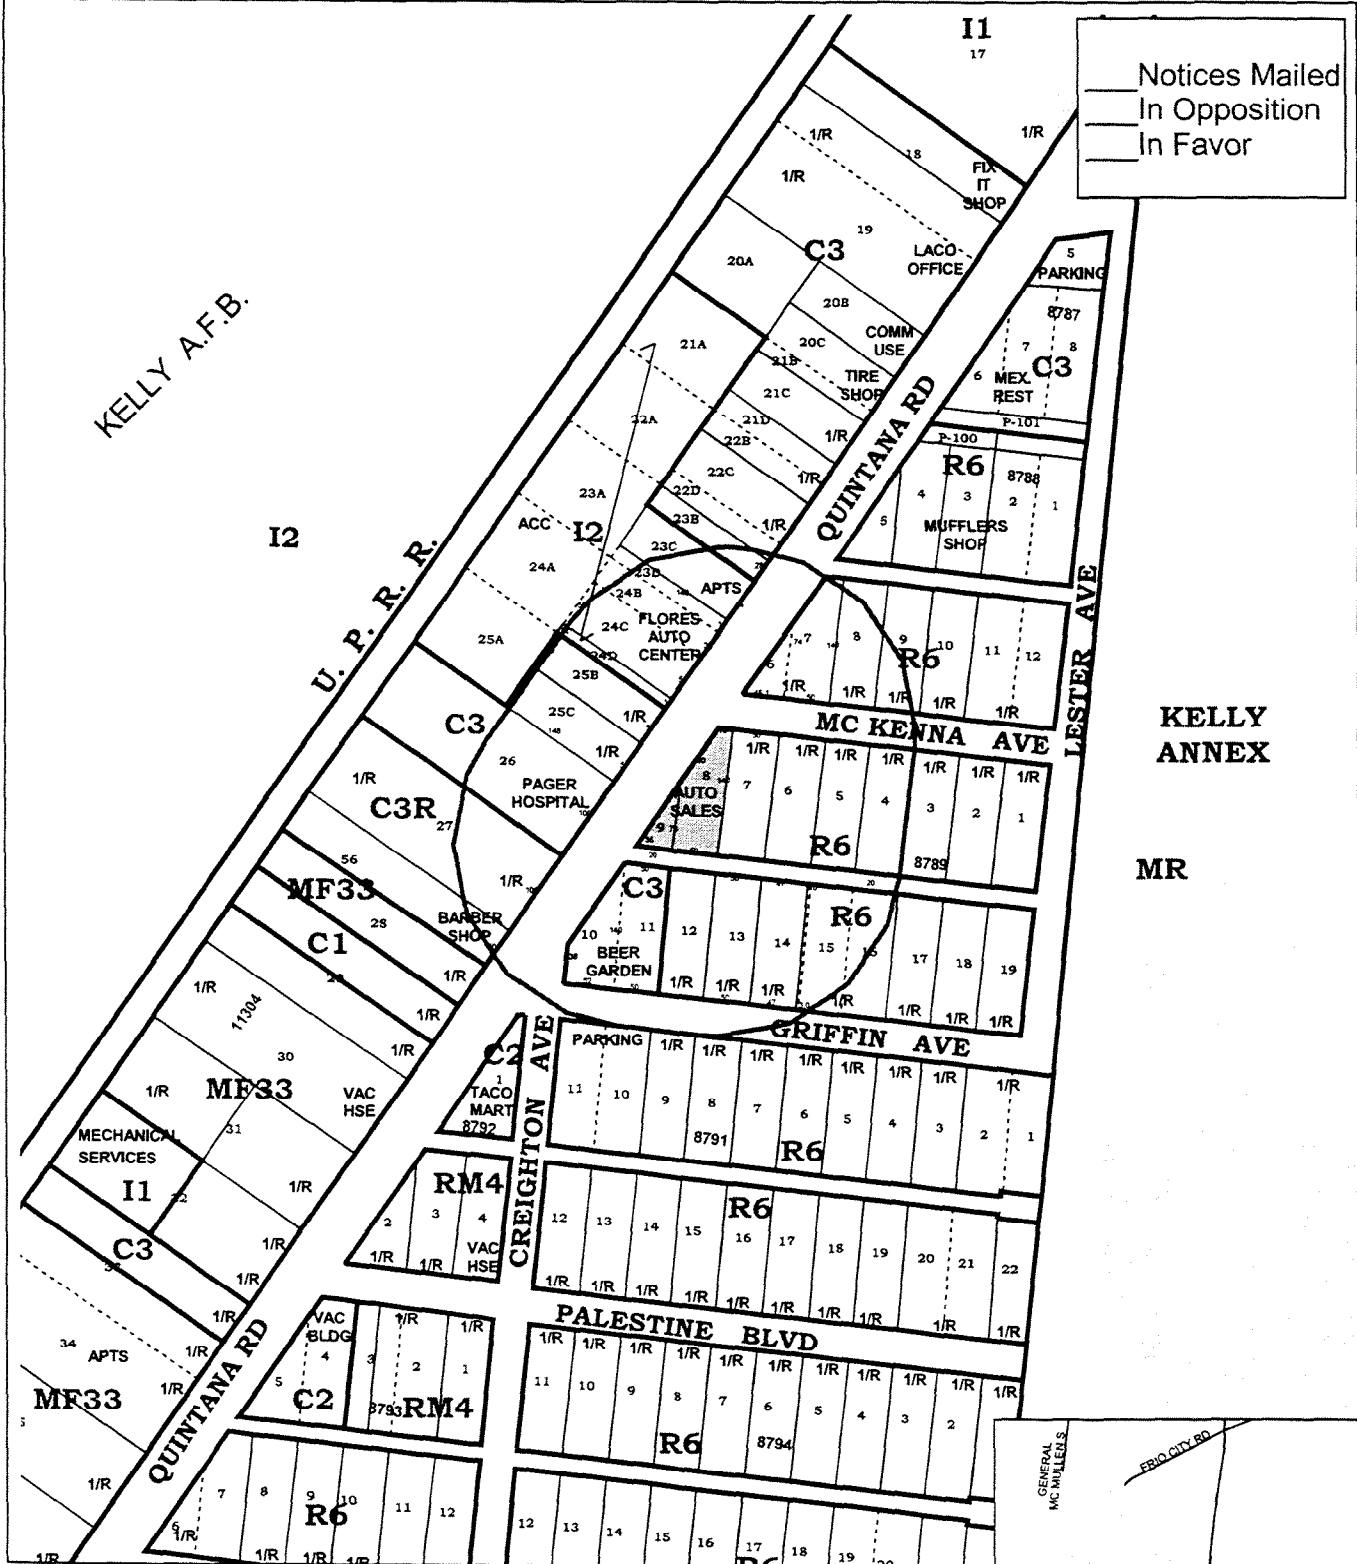 I1
17
Notices Mailed
In Opposition
In Favor
1/R
1/R
18
FIX
IT
SHOP
1/R
19
C3
LACO
OFFICE
5
PARKING
20A
20B
8787
COMM
USE
20C
7
8
C3
21A
21B
TIRE
SHOP
6
MEX.
REST
21C
KELLY A.F.B.
QUINTANA RD
22A
21D
22B
1/R
P-101
P-100
R6
22C
1/R
8788
23A
22D
4
3
2
1
ACC
I2
23B
1/R
5
MUFFLERS
SHOP
I2
23C
24A
23D
24B
APTS
U. P. R. R.
24C
FLORES
AUTO
CENTER
LESTER AVE
25A
24D
7
8
9
10
11
12
R6
25B
6
1/R
1/R
1/R
1/R
1/R
C3
25C
1/R
MC KENNA AVE
KELLY
ANNEX
148
1/R
26
1/R
1/R
1/R
1/R
1/R
1/R
1/R
1/R
PAGER
HOSPITAL
8
AUTO
SALES
7
6
5
4
3
2
1
C3R
27
9
R6
8789
56
MR
MF33
1/R
C3
28
BARBER
SHOP
R6
C1
10
11
12
13
14
15
16
17
18
19
BEER
GARDEN
1/R
1/R
1/R
1/R
1/R
1/R
1/R
1/R
1/R
1/R
11304
GRIFFIN AVE
CREIGHTON AVE
PARKING
1/R
1/R
1/R
1/R
1/R
1/R
1/R
1/R
30
1/R
C2
1
TACO
MART
8792
1/R
MF33
VAC
HSE
11
10
9
8
7
6
5
4
3
2
1
8791
R6
31
MECHANICAL
SERVICES
I1
1/R
RM4
R6
2
3
4
12
13
14
15
16
17
18
19
20
21
22
C3
1/R
VAC
HSE
1/R
1/R
1/R
1/R
1/R
1/R
1/R
1/R
1/R
1/R
1/R
1/R
1/R
PALESTINE BLVD
VAC
BLDG
1/R
1/R
1/R
1/R
1/R
1/R
1/R
1/R
1/R
1/R
1/R
1/R
1/R
34
APTS
1/R
4
3
2
1
5
11
10
9
8
7
6
5
4
3
2
MF33
1/R
QUINTANA RD
C2
8793
RM4
R6
8794
GENERAL
MC MULLEN S
FRIO CITY RD
1/R
7
8
9
10
11
12
R6
6
1/R
12
13
14
15
16
17
18
19
1/R
1/R
1/R
1/R
R6